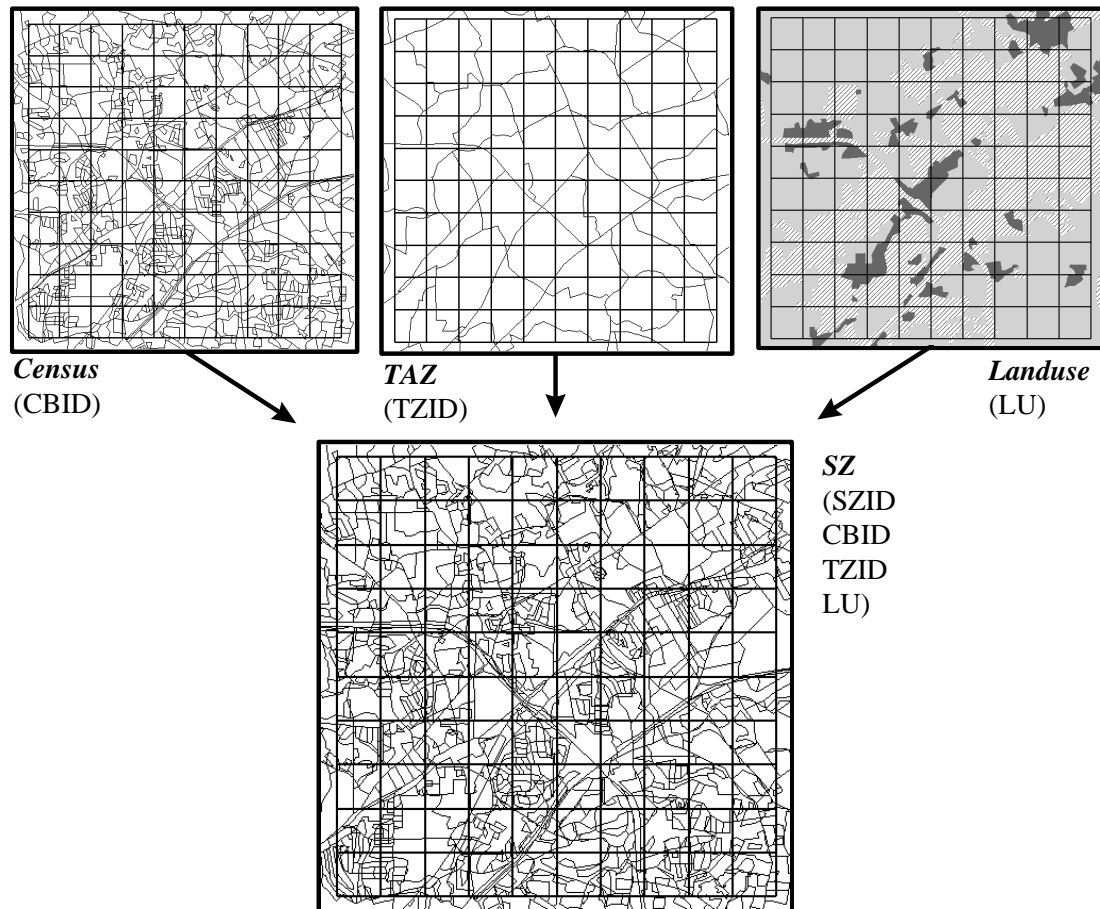 Census
(CBID)
TAZ
(TZID)
Landuse
(LU)
SZ
(SZID
CBID
TZID
LU)